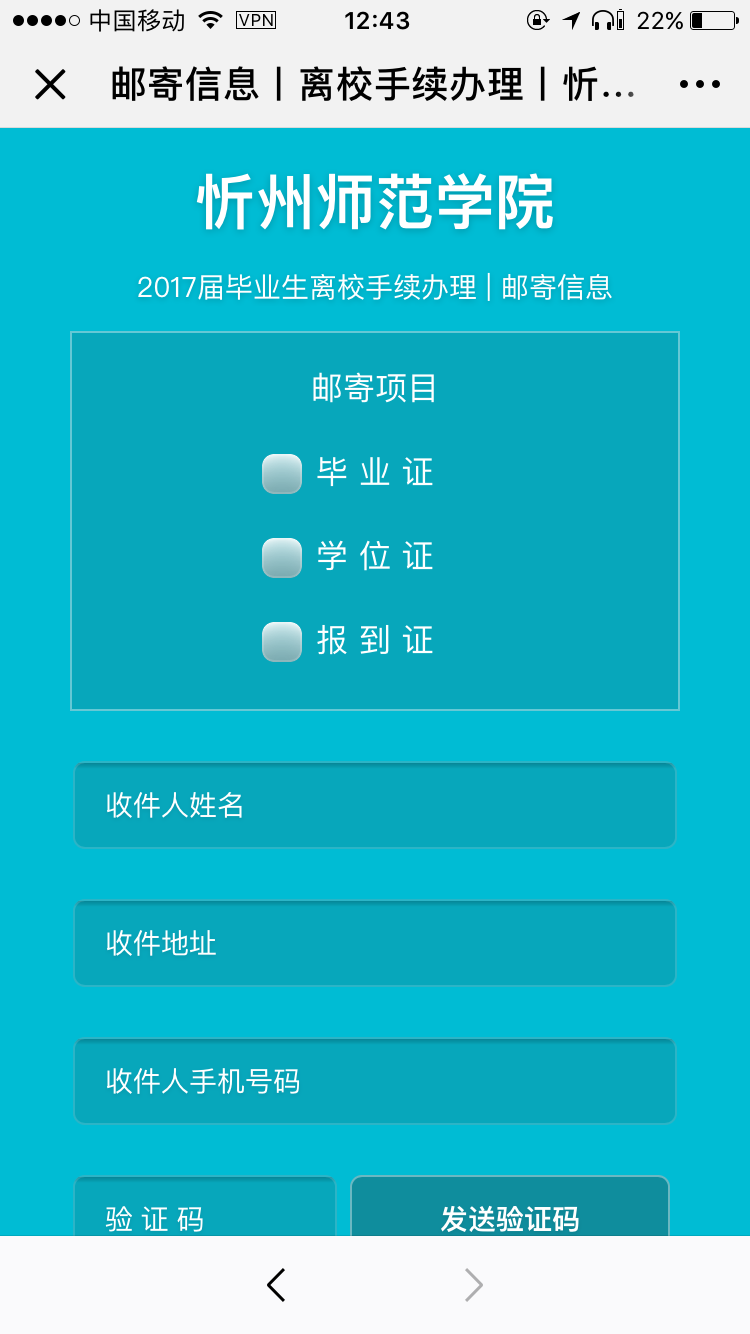 中国移动 VPN 12:43 22%
邮寄信息丨离校手续办理丨忻...
忻州师范学院
2017届毕业生离校手续办理 | 邮寄信息
邮寄项目
毕 业 证
学 位 证
报 到 证
收件人姓名
收件地址
收件人手机号码
验 证 码 发送验证码